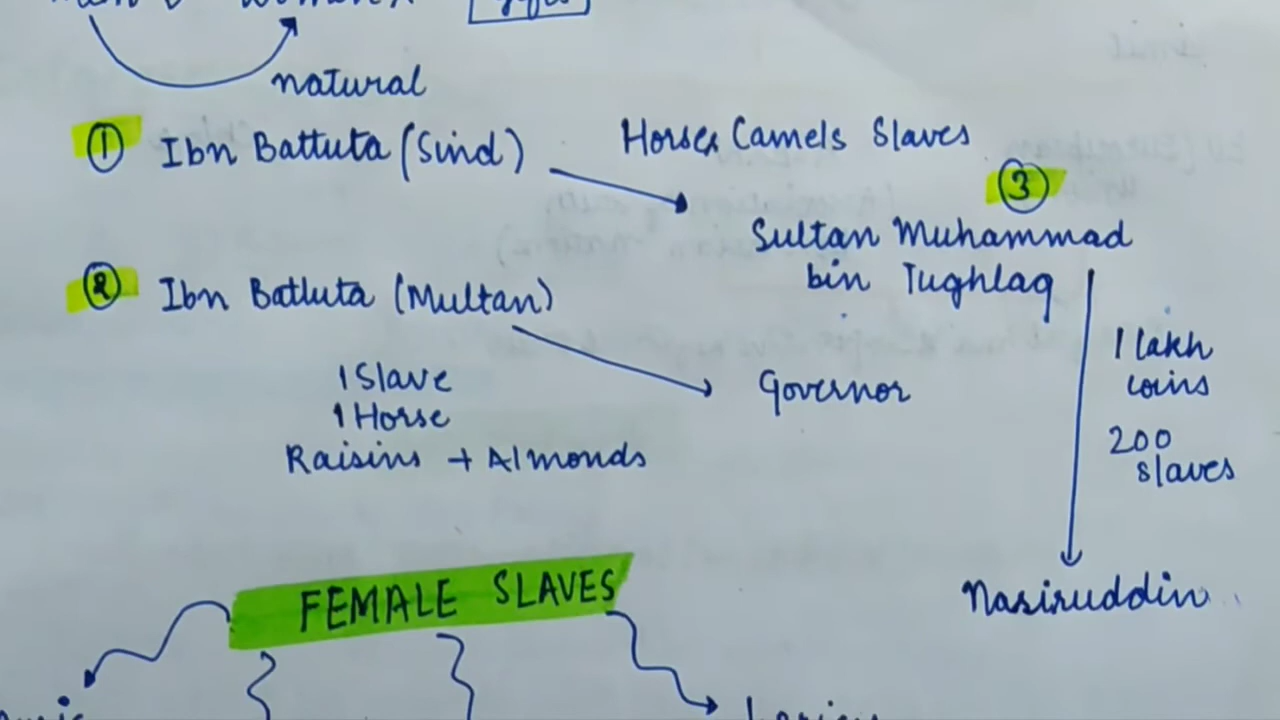 natural
① Ibn Battuta (Sind)
Horses Camels Slaves
③
Sultan Muhammad
bin Tughlaq
② Ibn Battuta (Multan)
1 lakh
coins
1 Slave
Governor
1 Horse
200
slaves
Raisins + Almonds
FEMALE SLAVES
Nasiruddin